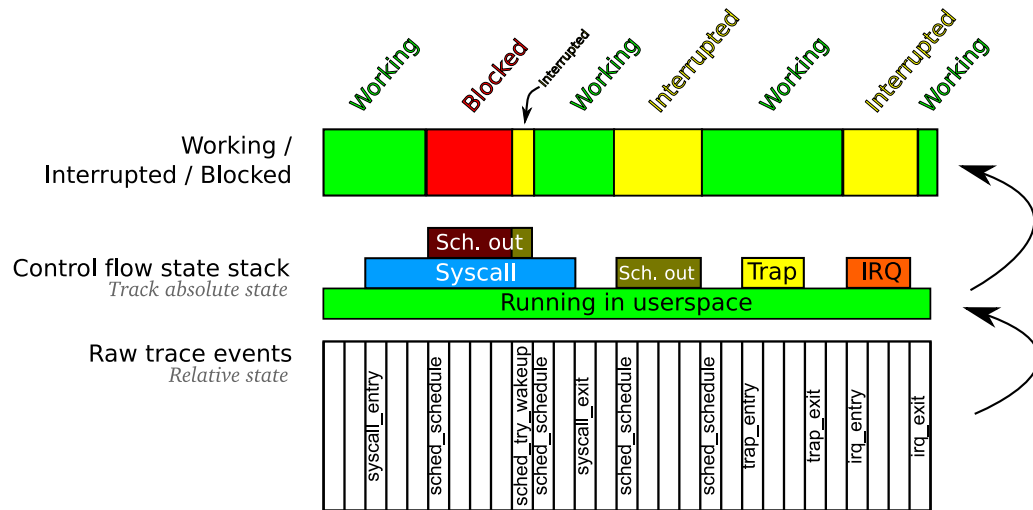 Working
Blocked
Interrupted
Working
Interrupted
Working
Interrupted
Working
Working /
Interrupted / Blocked
Sch. out
Control flow state stack
Track absolute state
Syscall
Sch. out
Trap
IRQ
Running in userspace
Raw trace events
Relative state
syscall_entry
sched_schedule
sched_try_wakeup
sched_schedule
syscall_exit
sched_schedule
sched_schedule
trap_entry
trap_exit
irq_entry
irq_exit